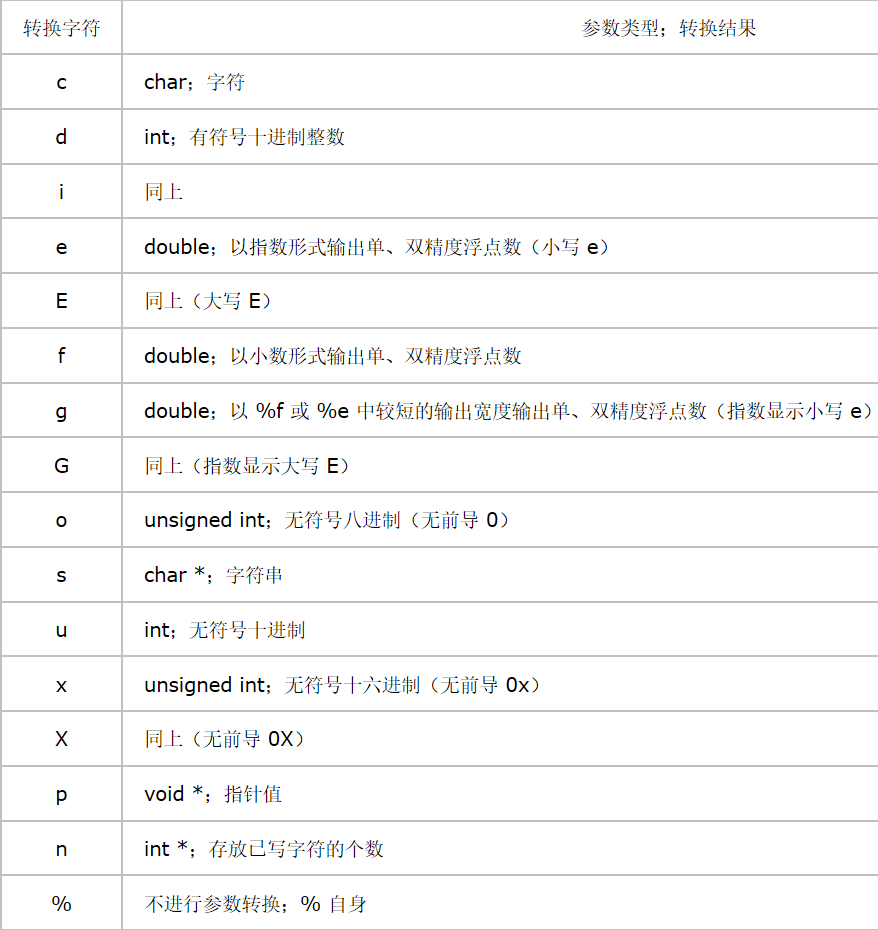 转换字符 参数类型；转换结果
c char；字符
d int；有符号十进制整数
i 同上
e double；以指数形式输出单、双精度浮点数（小写 e）
E 同上（大写 E）
f double；以小数形式输出单、双精度浮点数
g double；以 %f 或 %e 中较短的输出宽度输出单、双精度浮点数（指数显示小写 e）
G 同上（指数显示大写 E）
o unsigned int；无符号八进制（无前导 0）
s char *；字符串
u int；无符号十进制
x unsigned int；无符号十六进制（无前导 0x）
X 同上（无前导 0X）
p void *；指针值
n int *；存放已写字符的个数
% 不进行参数转换；% 自身